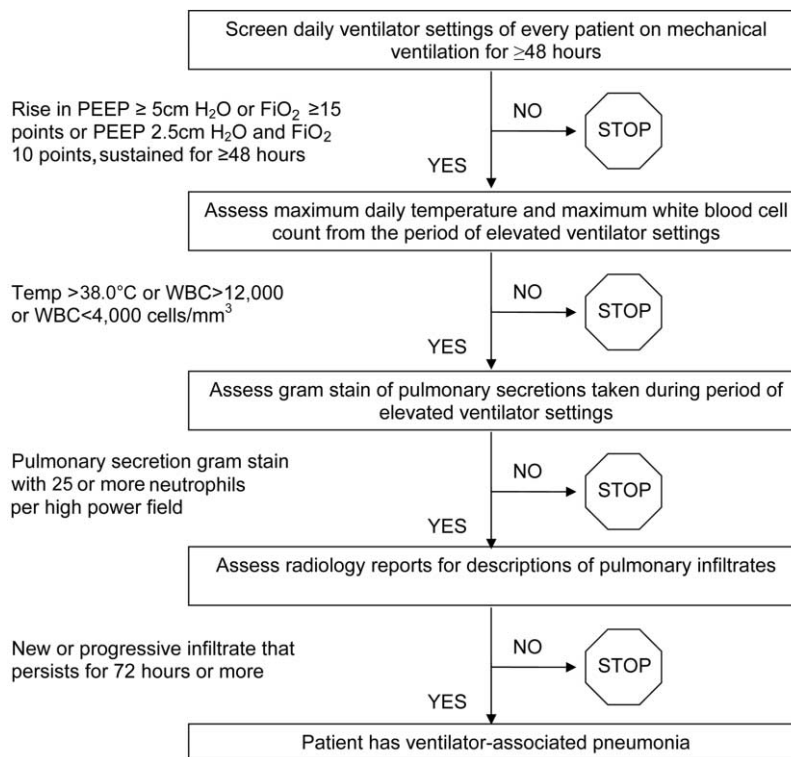 Screen daily ventilator settings of every patient on mechanical
ventilation for ≥48 hours
Rise in PEEP ≥ 5cm H₂O or FiO₂ ≥15
points or PEEP 2.5cm H₂O and FiO₂
10 points, sustained for ≥48 hours
NO
STOP
YES
Assess maximum daily temperature and maximum white blood cell
count from the period of elevated ventilator settings
Temp >38.0°C or WBC>12,000
or WBC<4,000 cells/mm³
NO
STOP
YES
Assess gram stain of pulmonary secretions taken during period of
elevated ventilator settings
Pulmonary secretion gram stain
with 25 or more neutrophils
per high power field
NO
STOP
YES
Assess radiology reports for descriptions of pulmonary infiltrates
New or progressive infiltrate that
persists for 72 hours or more
NO
STOP
YES
Patient has ventilator-associated pneumonia